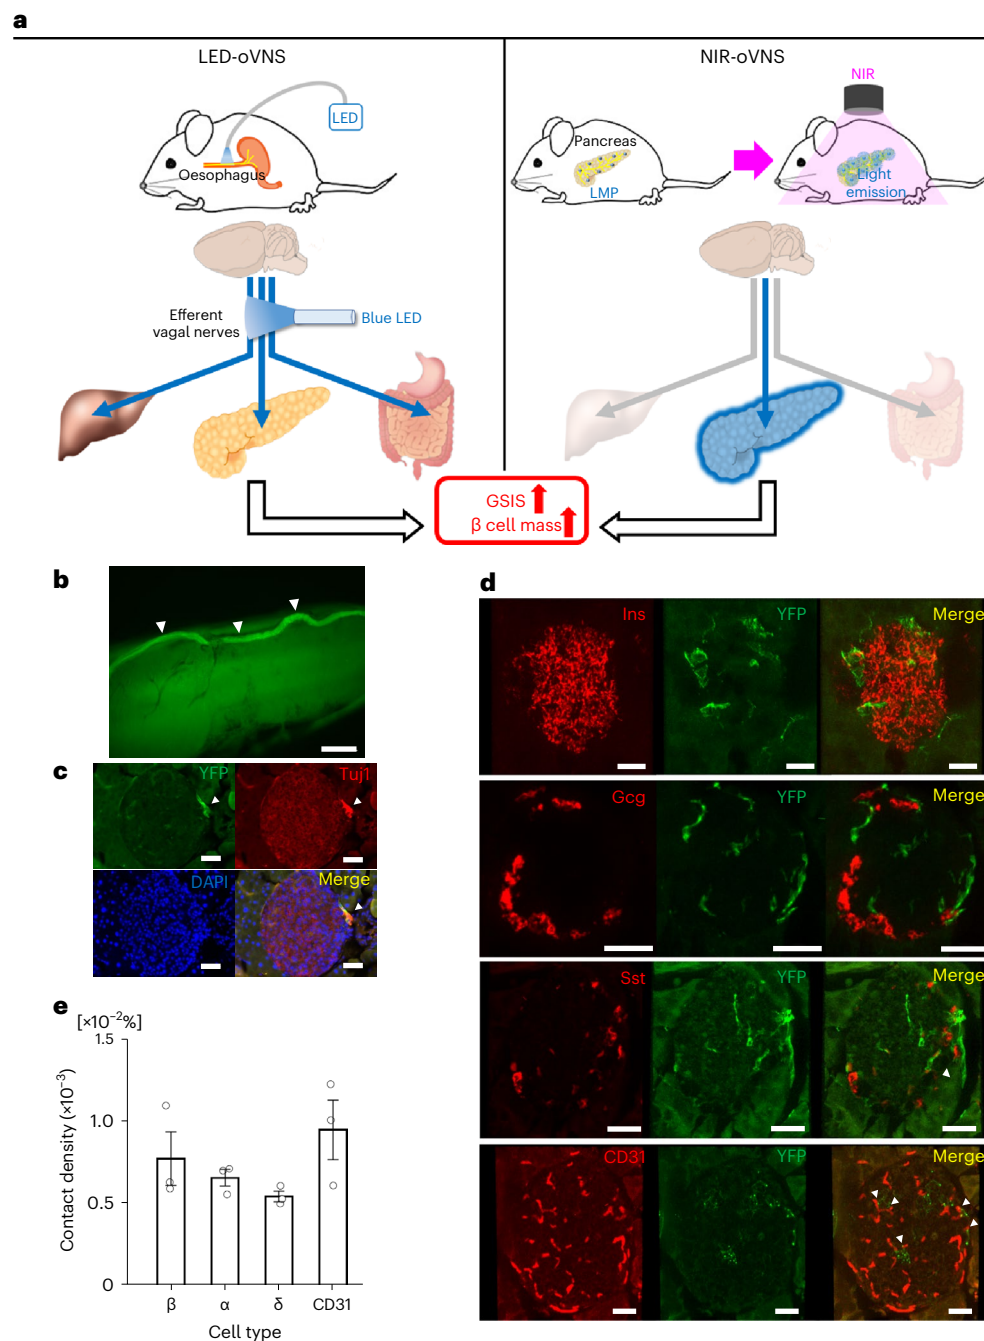 a
LED-oVNS
NIR-oVNS
LED
Oesophagus
NIR
Pancreas
LMP
Light
emission
Efferent
vagal nerves
Blue LED
GSIS
β cell mass
b
c
YFP
Tuj1
DAPI
Merge
d
Ins
YFP
Merge
Gcg
YFP
Merge
Sst
YFP
Merge
CD31
YFP
Merge
e
[×10⁻²%]
Contact density (×10⁻³)
1.5
1.0
0.5
0
β
α
δ
CD31
Cell type